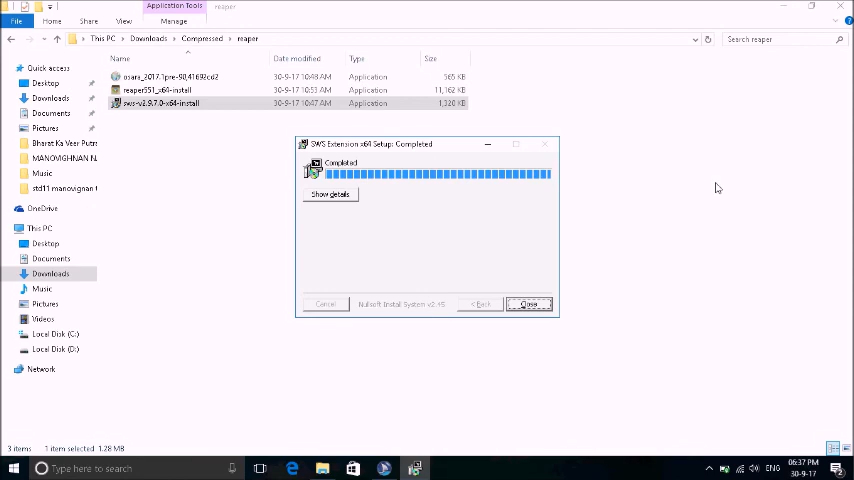 Application Tools
reaper
File
Home
Share
View
Manage
This PC
Downloads
Compressed
reaper
Search reaper
Name
Date modified
Type
Size
Quick access
Desktop
Downloads
Documents
Pictures
Bharat Ka Veer Putra
MANOVIGHNAN N.
Music
std11 manovignan t
OneDrive
This PC
Desktop
Documents
Downloads
Music
Pictures
Videos
Local Disk (C:)
Local Disk (D:)
Network
osara_2017.1pre-90,41692cd2
30-9-17 10:48 AM
Application
565 KB
reaper551_x64-install
30-9-17 10:53 AM
Application
11,162 KB
sws-v2.9.7.0-x64-install
30-9-17 10:47 AM
Application
1,320 KB
SWS Extension x64 Setup: Completed
Completed
Show details
Cancel
Nullsoft Install System v2.45
< Back
Close
3 items
1 item selected 1.28 MB
Type here to search
ENG
06:37 PM
30-9-17
2